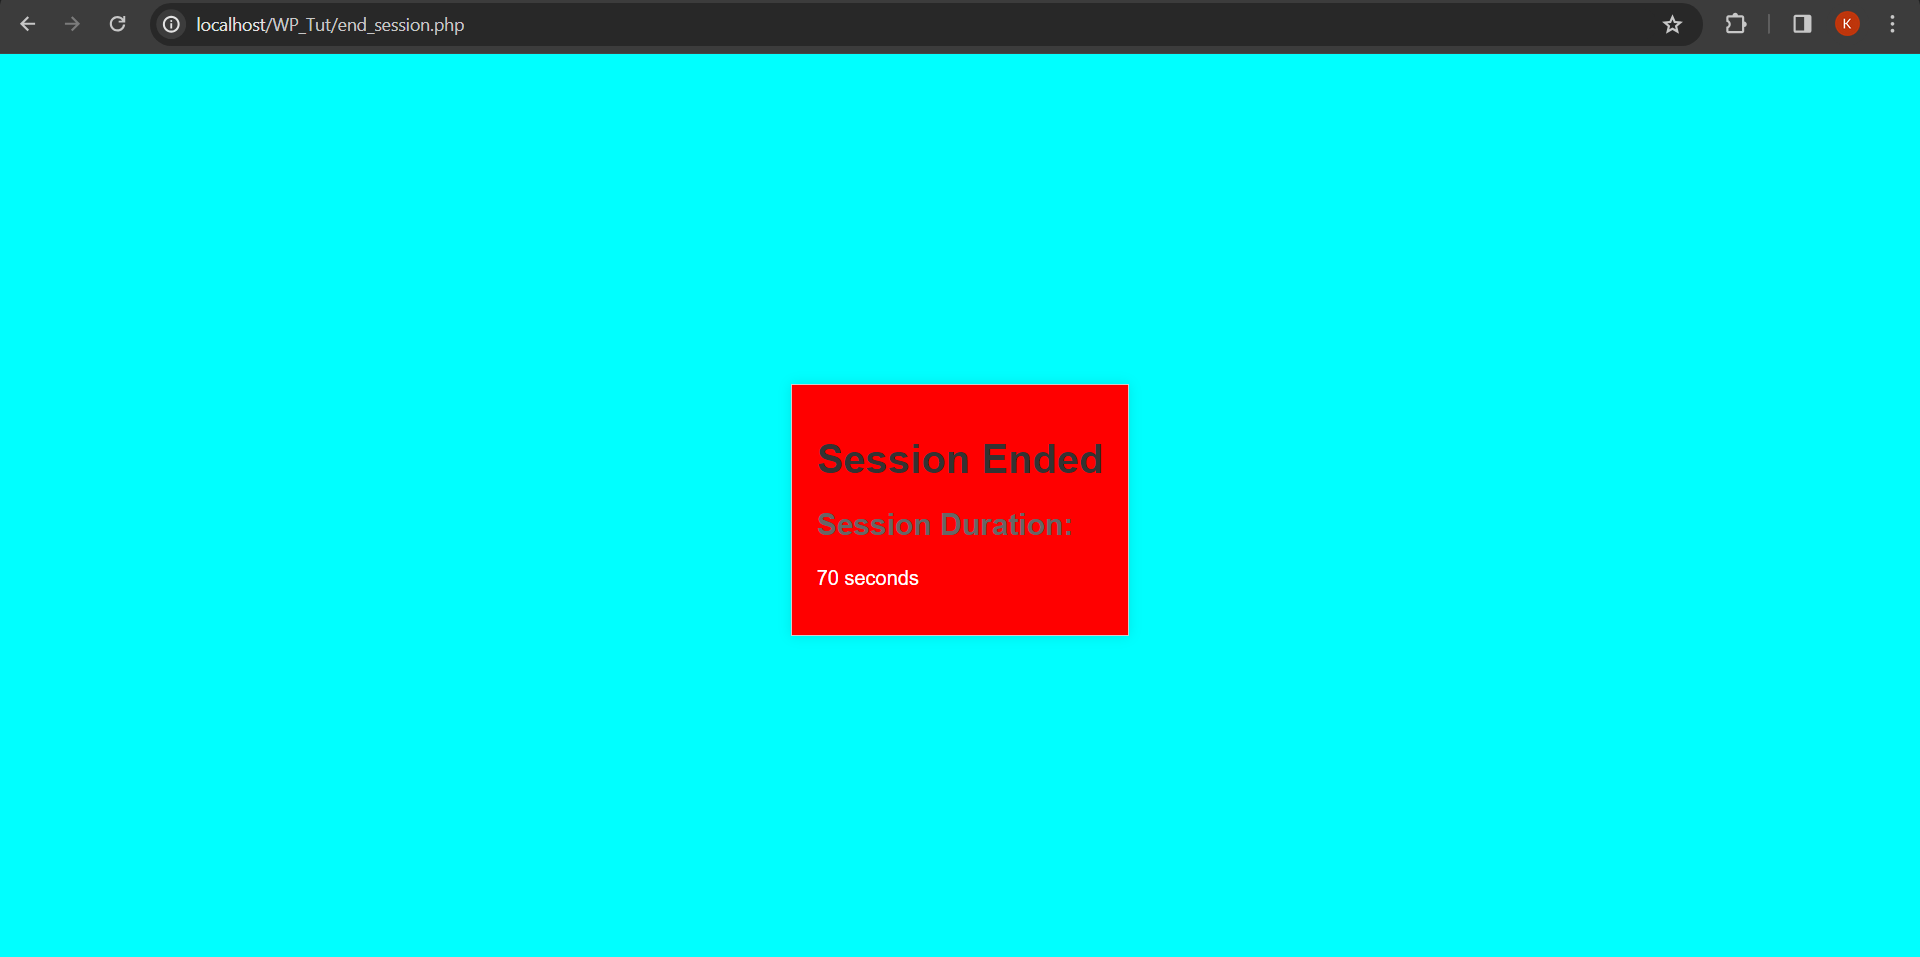 localhost/WP_Tut/end_session.php
K
Session Ended
Session Duration:
70 seconds